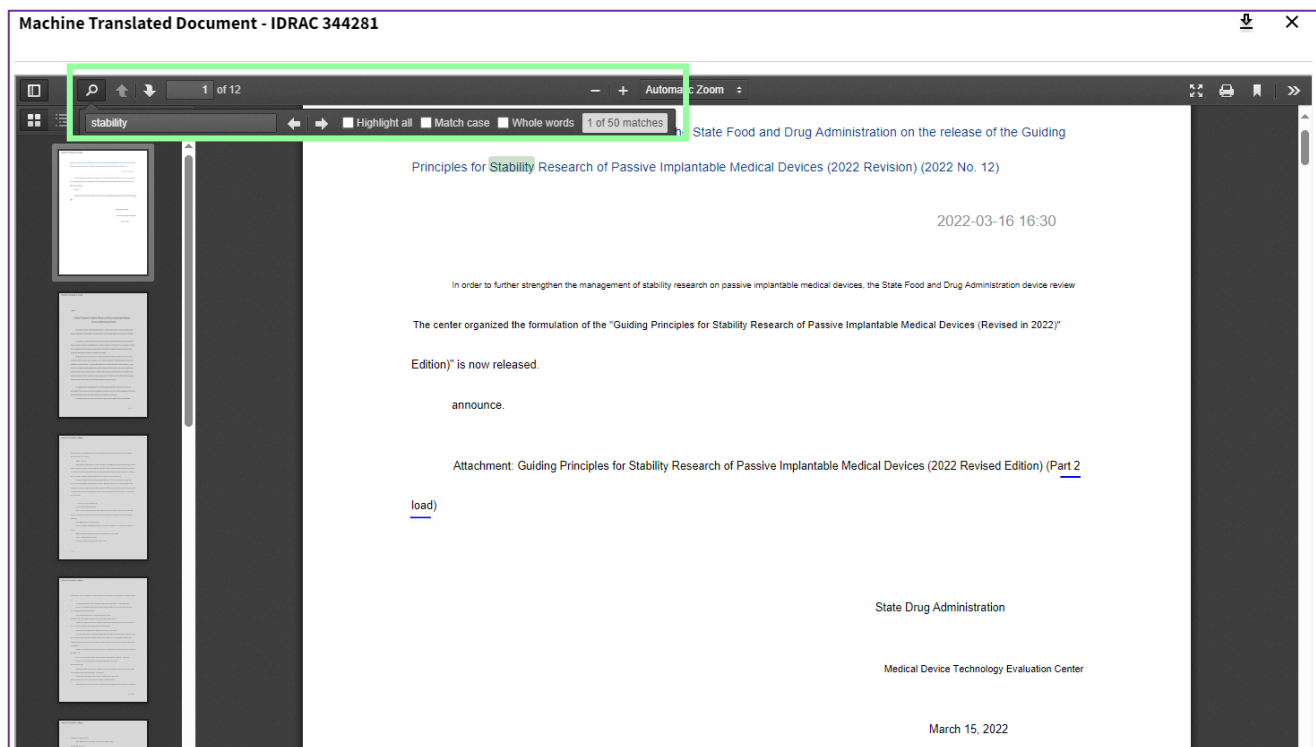 Machine Translated Document - IDRAC 344281
1 of 12
Automatic Zoom
stability
Highlight all Match case Whole words 1 of 50 matches
State Food and Drug Administration on the release of the Guiding
Principles for Stability Research of Passive Implantable Medical Devices (2022 Revision) (2022 No. 12)
2022-03-16 16:30
In order to further strengthen the management of stability research on passive implantable medical devices, the State Food and Drug Administration device review
The center organized the formulation of the "Guiding Principles for Stability Research of Passive Implantable Medical Devices (Revised in 2022)"
Edition)" is now released.
announce.
Attachment: Guiding Principles for Stability Research of Passive Implantable Medical Devices (2022 Revised Edition) (Part 2
load)
State Drug Administration
Medical Device Technology Evaluation Center
March 15, 2022